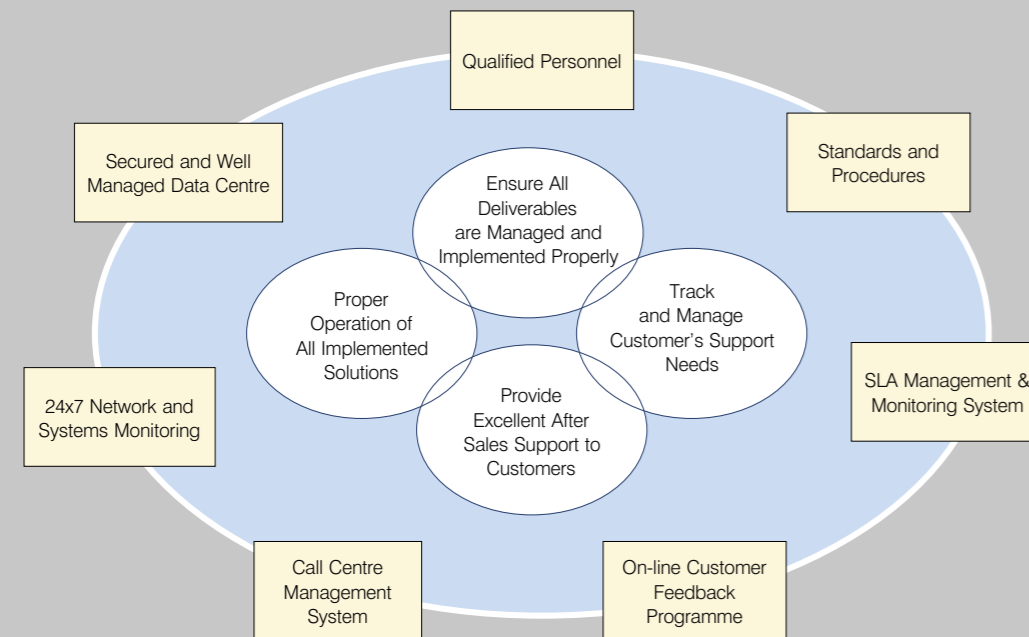 Qualified Personnel
Standards and
Procedures
Secured and Well
Managed Data Centre
Ensure All
Deliverables
are Managed and
Implemented Properly
Proper
Operation of
All Implemented
Solutions
Track
and Manage
Customer's Support
Needs
Provide
Excellent After
Sales Support to
Customers
24x7 Network and
Systems Monitoring
SLA Management &
Monitoring System
Call Centre
Management
System
On-line Customer
Feedback
Programme